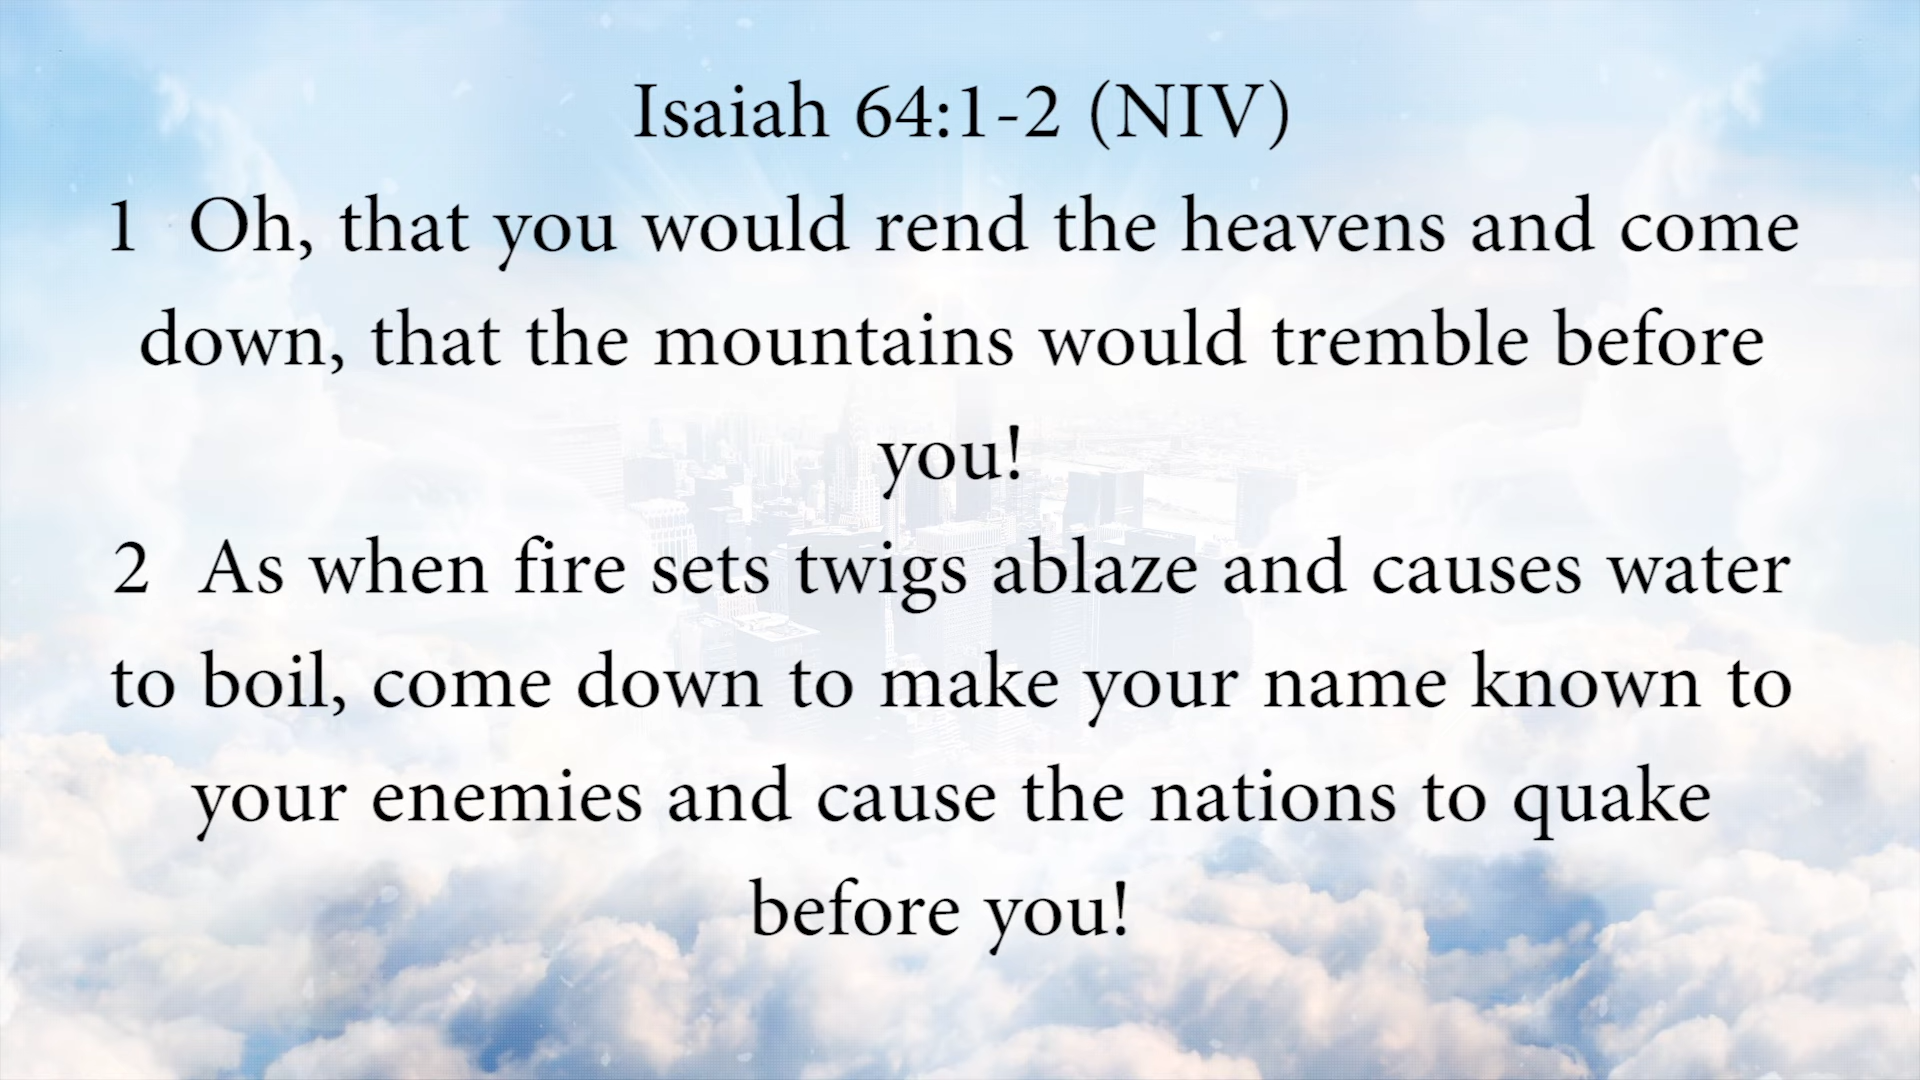 Isaiah 64:1-2 (NIV)
1 Oh, that you would rend the heavens and come
down, that the mountains would tremble before
you!
2 As when fire sets twigs ablaze and causes water
to boil, come down to make your name known to
your enemies and cause the nations to quake
before you!